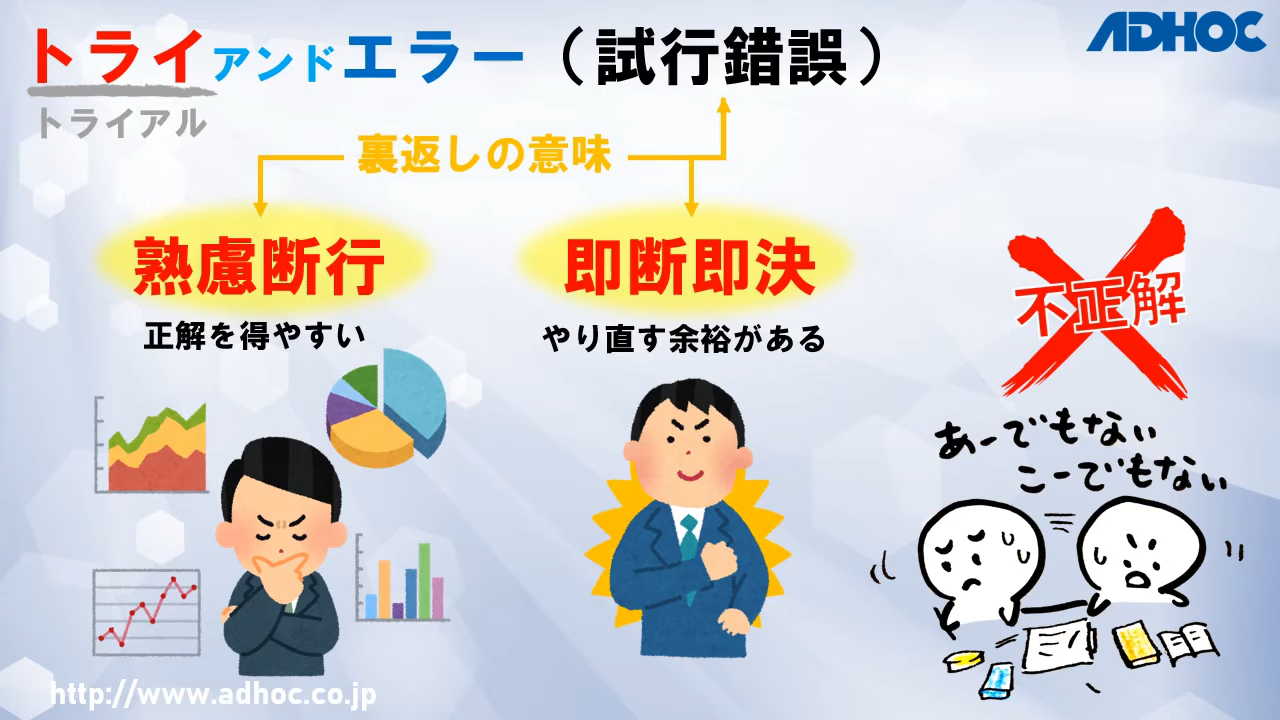 トライアンドエラー（試行錯誤）
ADHOC
トライアル
裏返しの意味
熟慮断行
正解を得やすい
即断即決
やり直す余裕がある
不正解
あーでもない
こーでもない
http://www.adhoc.co.jp